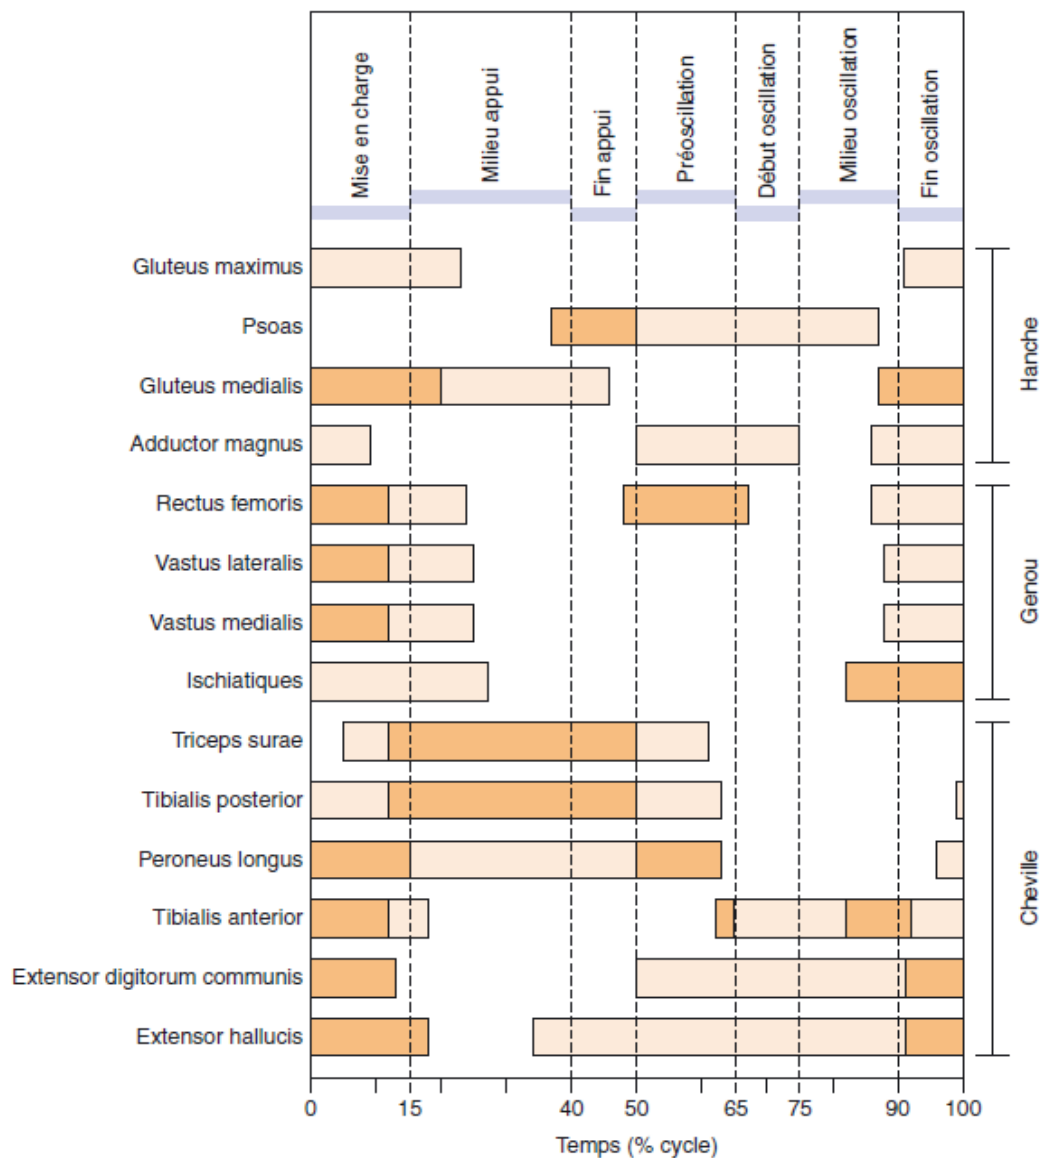 Mise en charge
Milieu appui
Fin appui
Préoscillation
Début oscillation
Milieu oscillation
Fin oscillation
Gluteus maximus
Psoas
Gluteus medialis
Adductor magnus
Hanche
Rectus femoris
Vastus lateralis
Vastus medialis
Ischiatiques
Genou
Triceps surae
Tibialis posterior
Peroneus longus
Tibialis anterior
Extensor digitorum communis
Extensor hallucis
Cheville
0 15 40 50 65 75 90 100
Temps (% cycle)